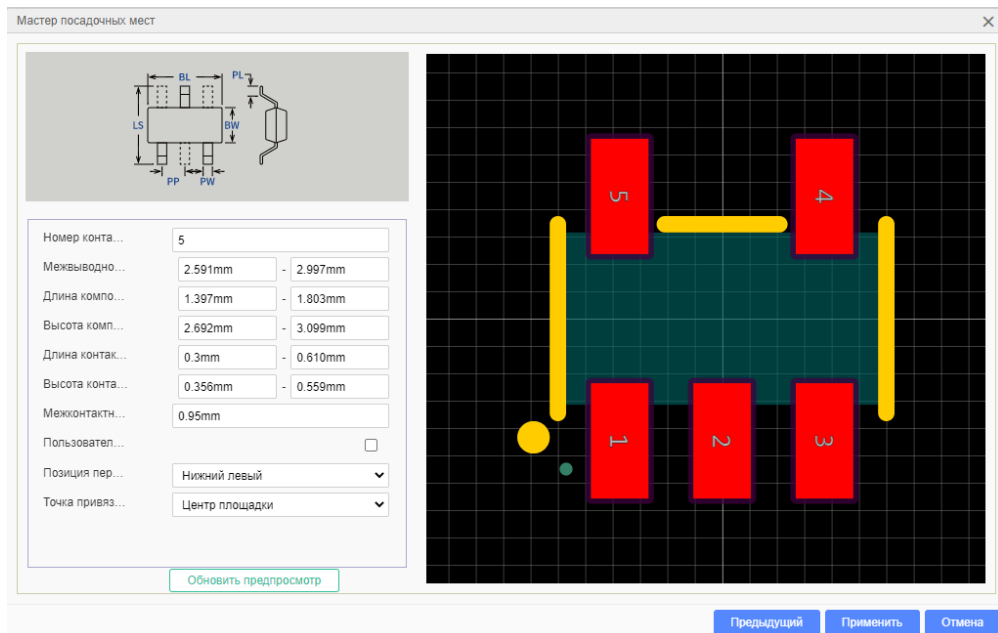 Мастер посадочных мест
BL
PL
LS
BW
PP
PW
Номер конта... 5
Межвыводно... 2.591mm - 2.997mm
Длина компо... 1.397mm - 1.803mm
Высота комп... 2.692mm - 3.099mm
Длина контак... 0.3mm - 0.610mm
Высота конта... 0.356mm - 0.559mm
Межконтактн... 0.95mm
Пользовател...
Позиция пер... Нижний левый
Точка привяз... Центр площадки
Обновить предпросмотр
5
4
1
2
3
Предыдущий
Применить
Отмена